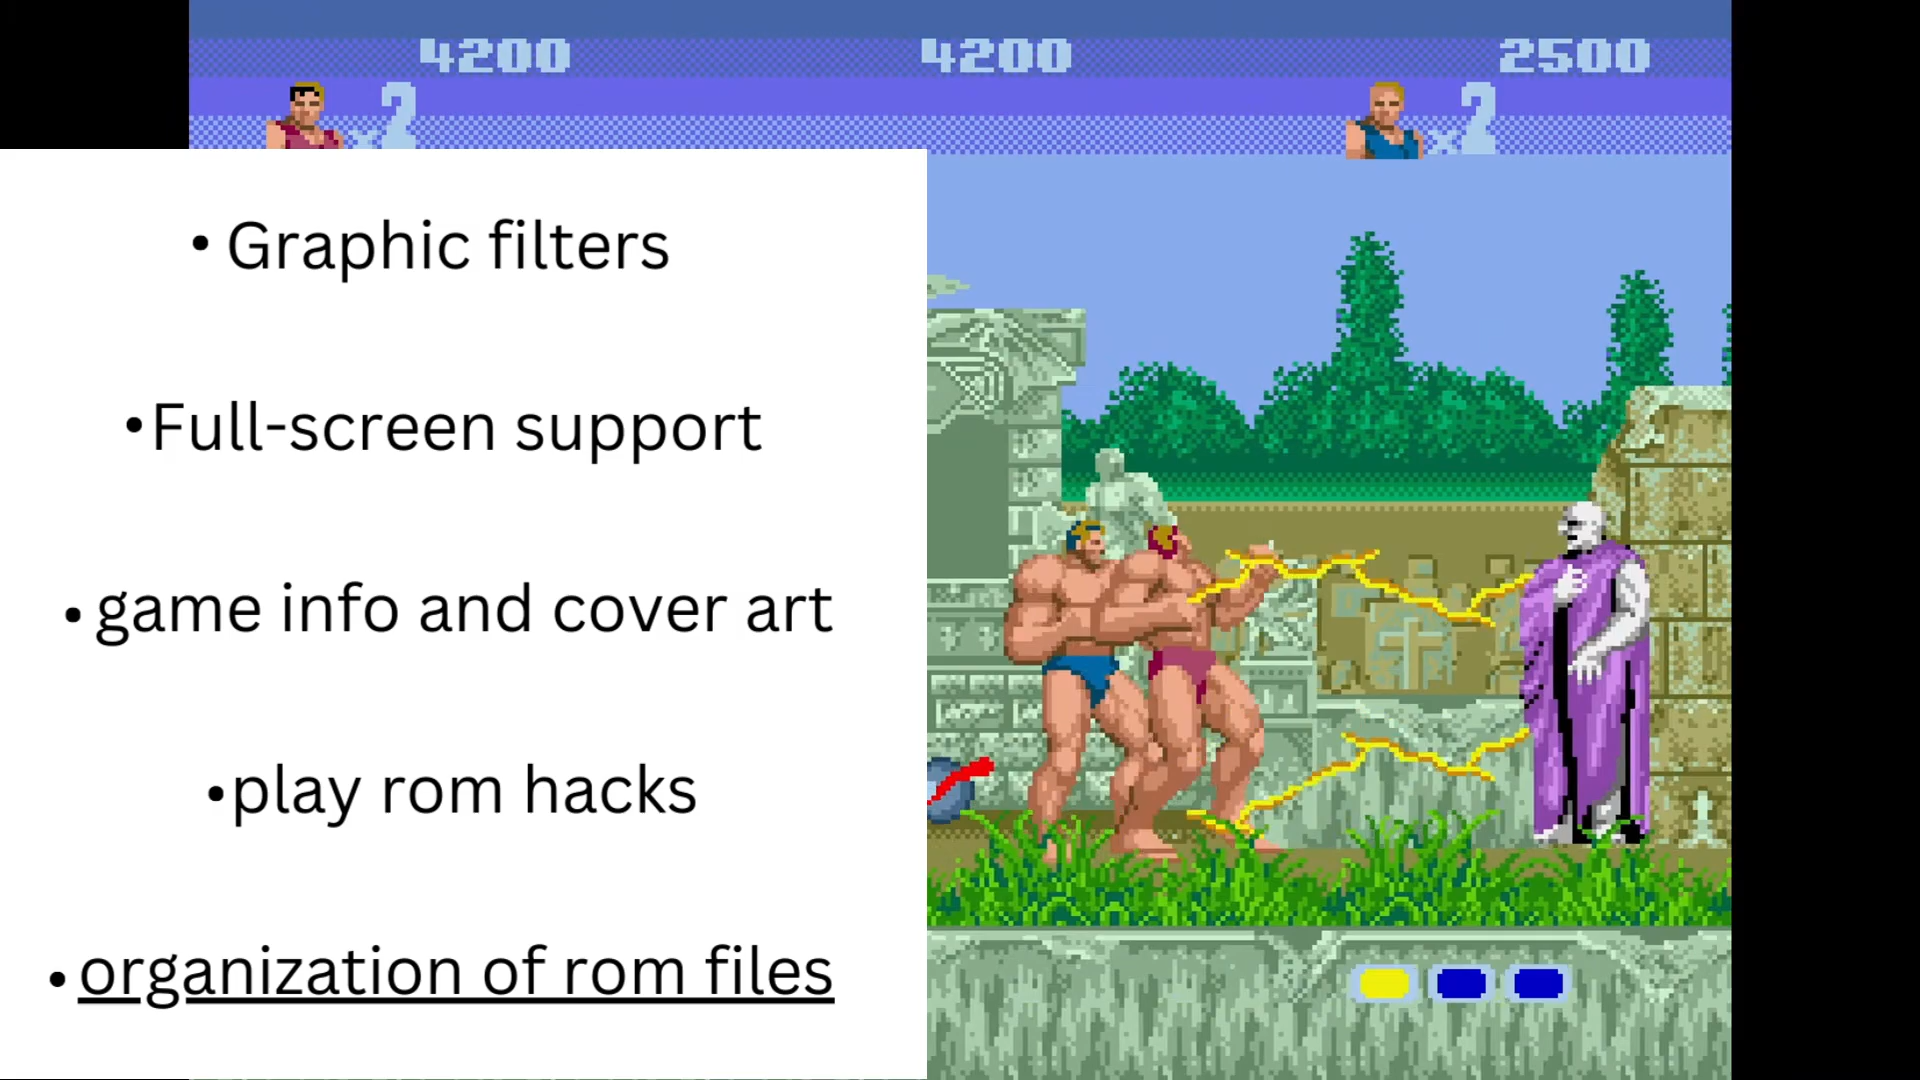 4200 4200 2500
×2 ×2
• Graphic filters
•Full-screen support
• game info and cover art
•play rom hacks
• organization of rom files